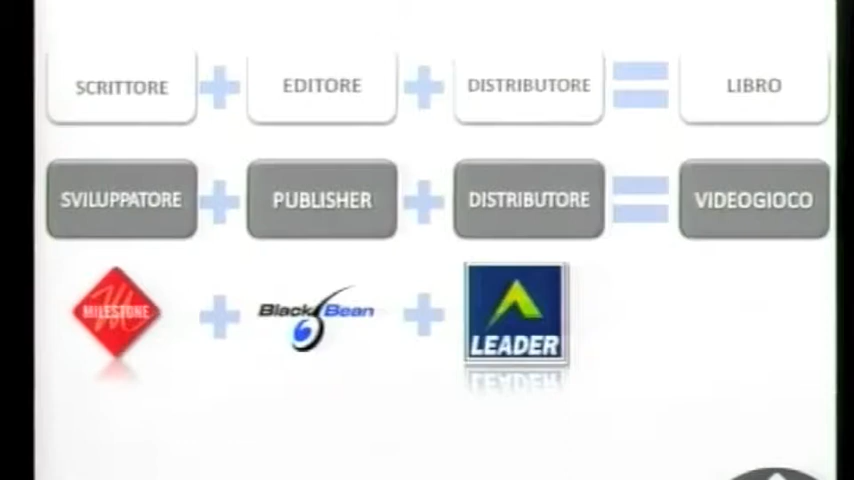 SCRITTORE + EDITORE + DISTRIBUTORE = LIBRO
SVILUPPATORE + PUBLISHER + DISTRIBUTORE = VIDEOGIOCO
MILESTONE + Black Bean + LEADER